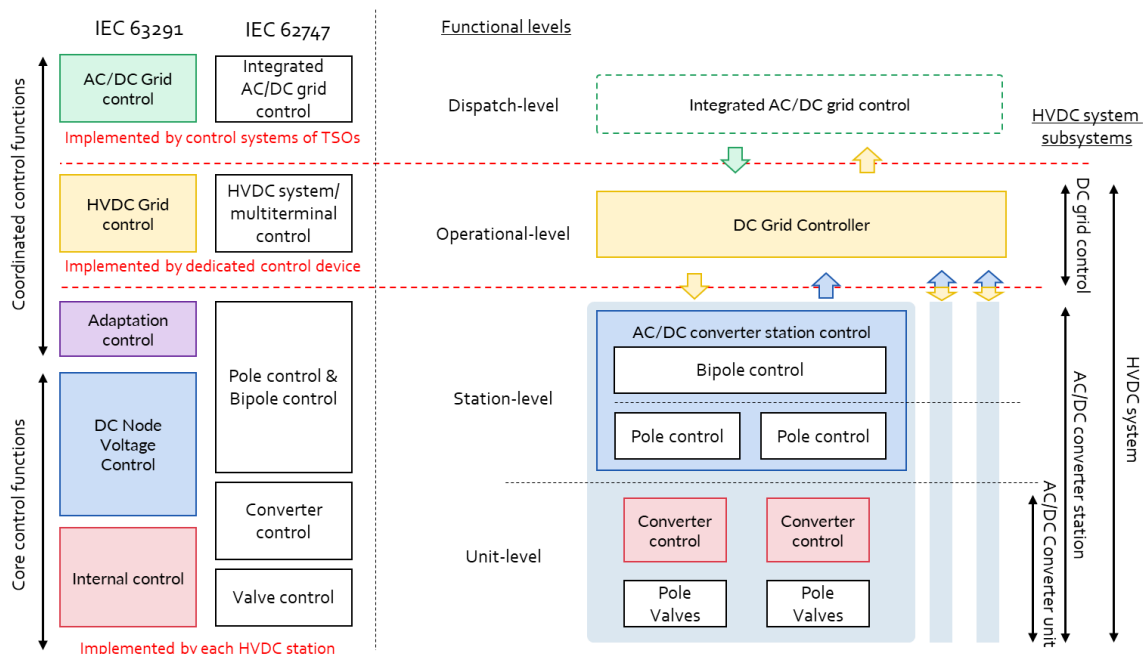 IEC 63291
IEC 62747
Functional levels
Coordinated control functions
AC/DC Grid
control
Integrated
AC/DC grid
control
Implemented by control systems of TSOs
Dispatch-level
Integrated AC/DC grid control
HVDC system
subsystems
HVDC Grid
control
HVDC system/
multiterminal
control
Implemented by dedicated control device
Operational-level
DC Grid Controller
DC grid control
Adaptation
control
Pole control &
Bipole control
Core control functions
DC Node
Voltage
Control
Converter
control
Internal control
Valve control
Implemented by each HVDC station
Station-level
AC/DC converter station control
Bipole control
Pole control
Pole control
Unit-level
Converter
control
Converter
control
Pole
Valves
Pole
Valves
AC/DC Converter unit
AC/DC converter station
HVDC system